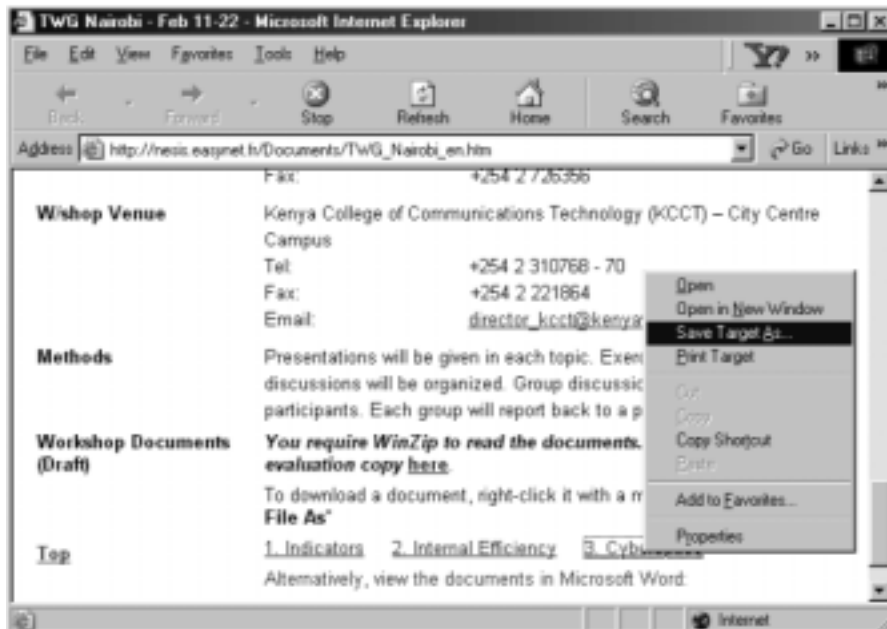 TWG Nairobi - Feb 11-22 - Microsoft Internet Explorer
File Edit View Favorites Tools Help
Y? »
Back Forward Stop Refresh Home Search Favorites »
Address http://nesis.easynet.fr/Documents/TWG_Nairobi_en.htm Go Links »
Fax: +254 2 726356
W/shop Venue Kenya College of Communications Technology (KCCT) – City Centre
Campus
Tel: +254 2 310768 - 70
Fax: +254 2 221864
Email: director_kcct@kenya
Methods Presentations will be given in each topic.
discussions will be organized. Group
participants. Each group will report back to a
Workshop Documents You require WinZip to read the documents.
(Draft) evaluation copy here.
To download a document, right-click it with a
File As"
Top 1. Indicators 2. Internal Efficiency 3.
Alternatively, view the documents in Microsoft Word:
Open
Open in New Window
Save Target As...
Print Target
Cut
Copy
Copy Shortcut
Paste
Add to Favorites...
Properties
Internet